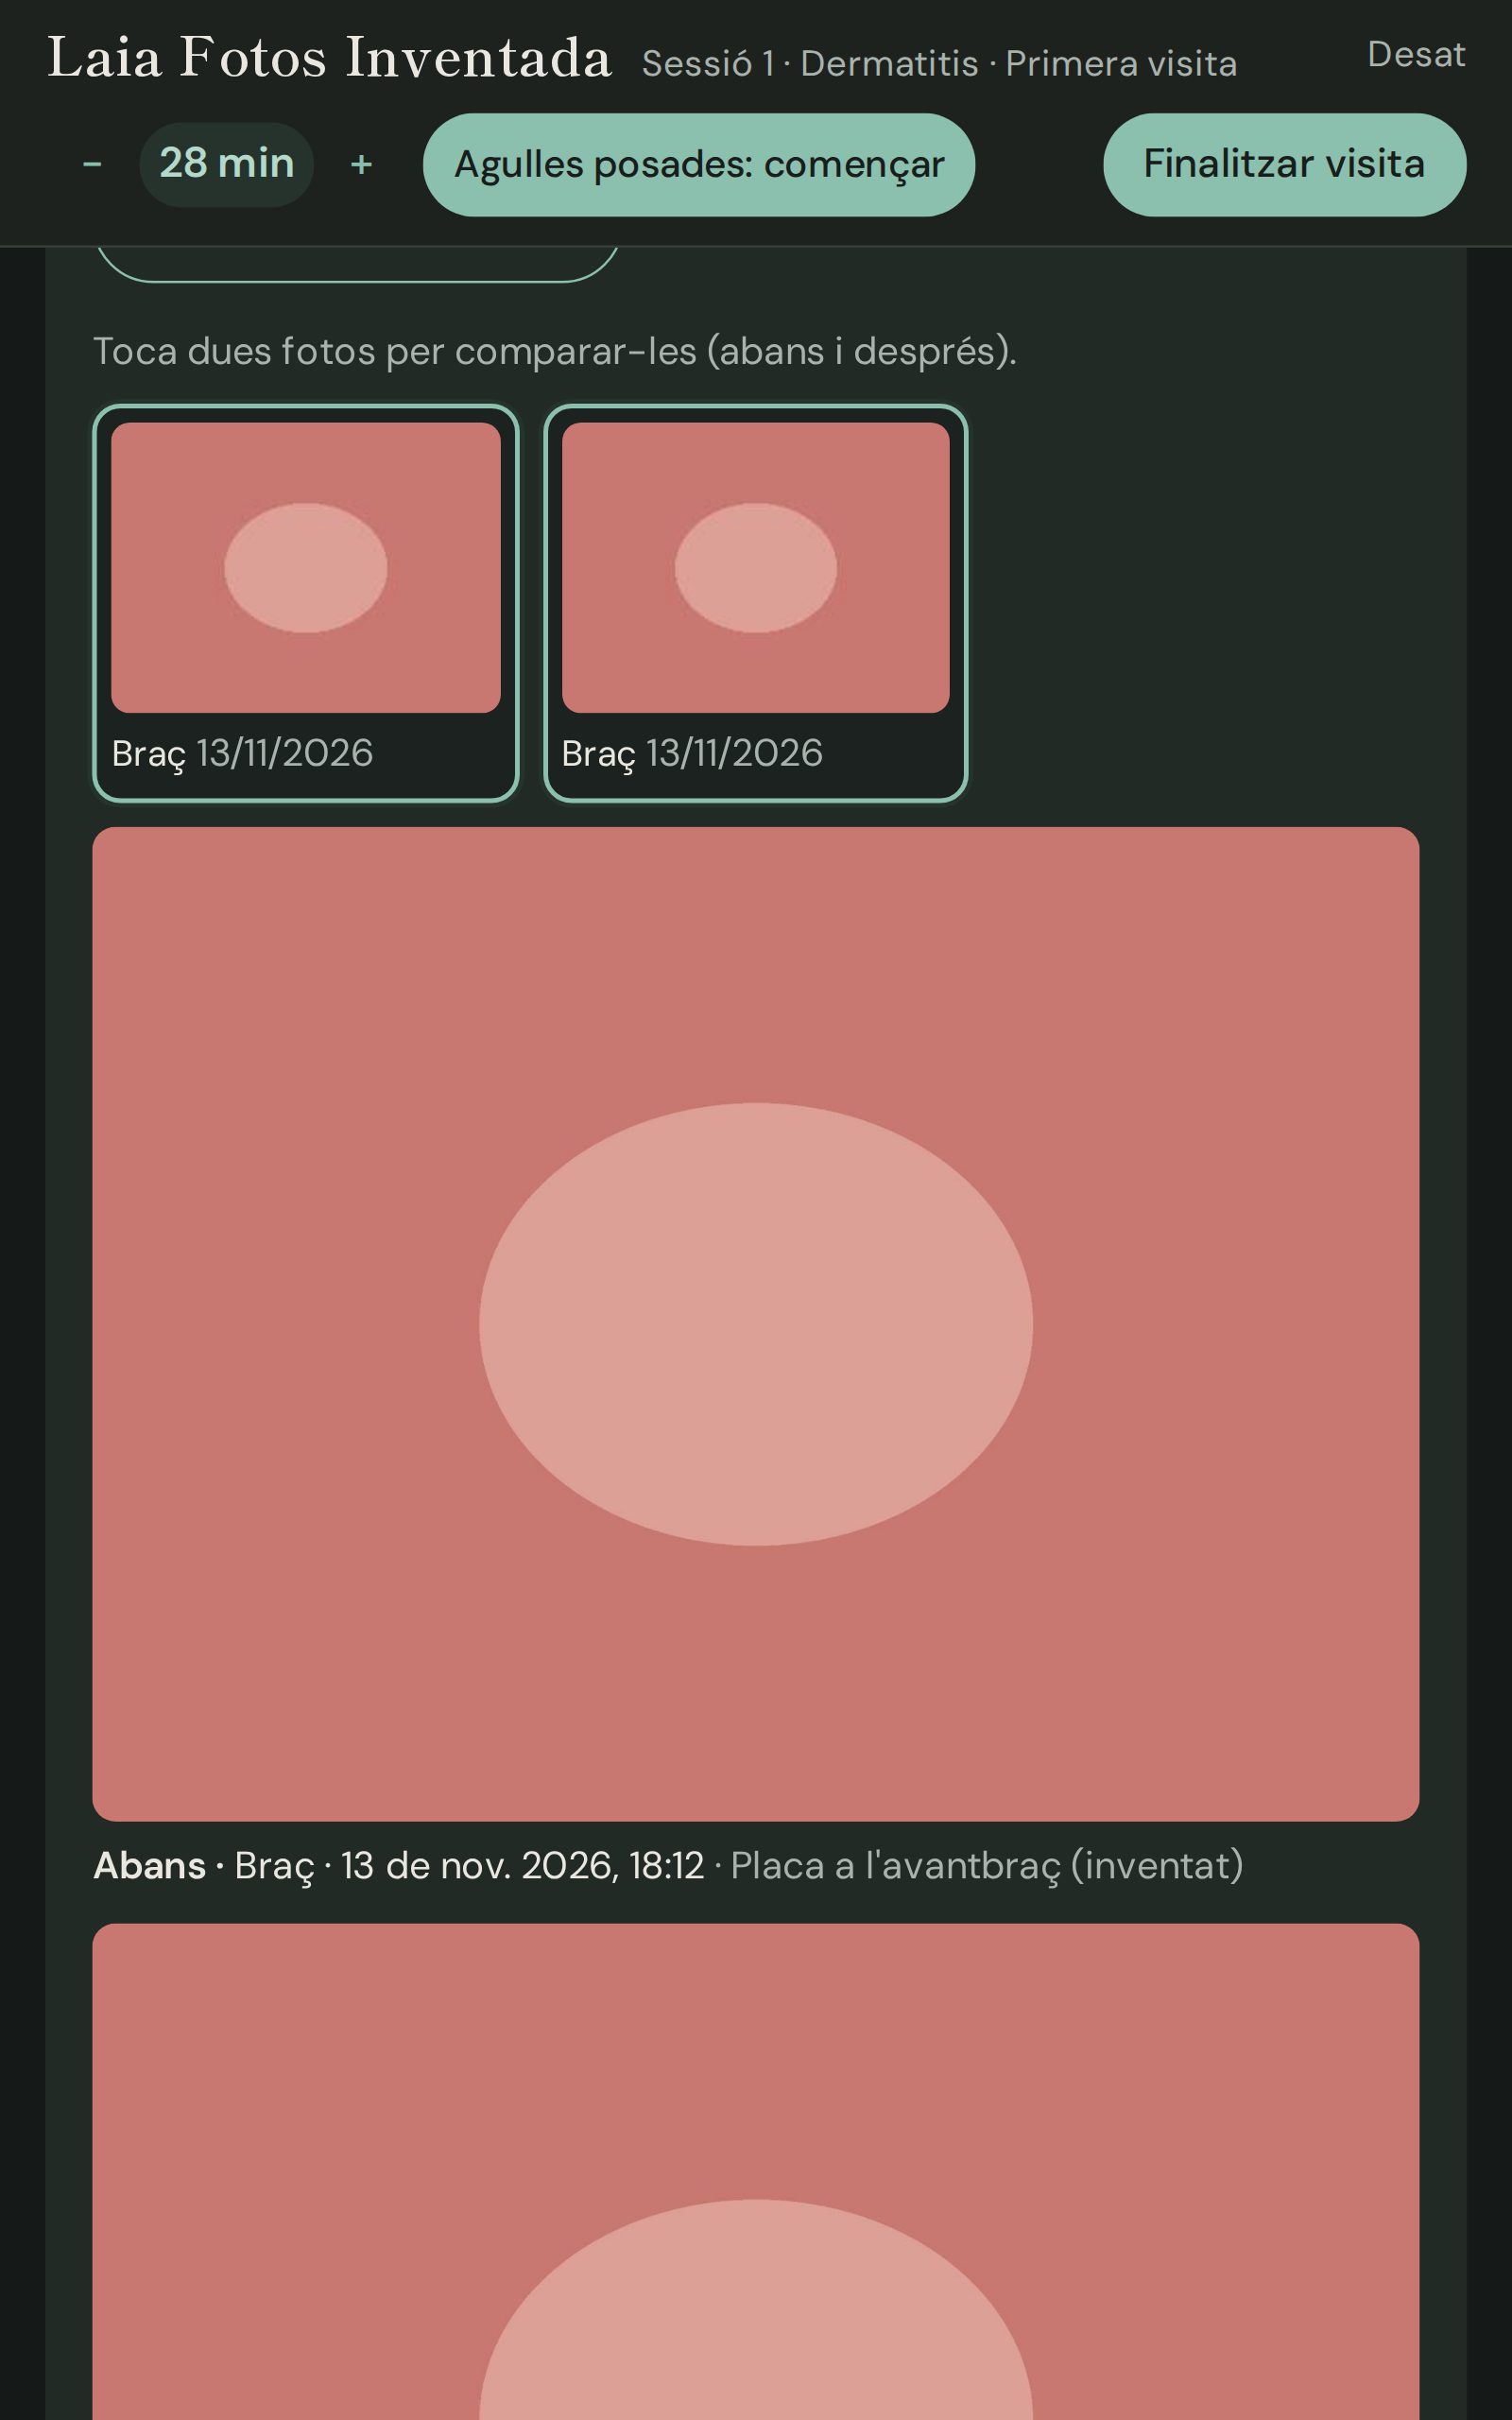 Laia Fotos Inventada Sessió 1 · Dermatitis · Primera visita Desat
− 28 min + Agulles posades: començar Finalitzar visita
Toca dues fotos per comparar-les (abans i després).
Braç 13/11/2026 Braç 13/11/2026
Abans · Braç · 13 de nov. 2026, 18:12 · Placa a l'avantbraç (inventat)